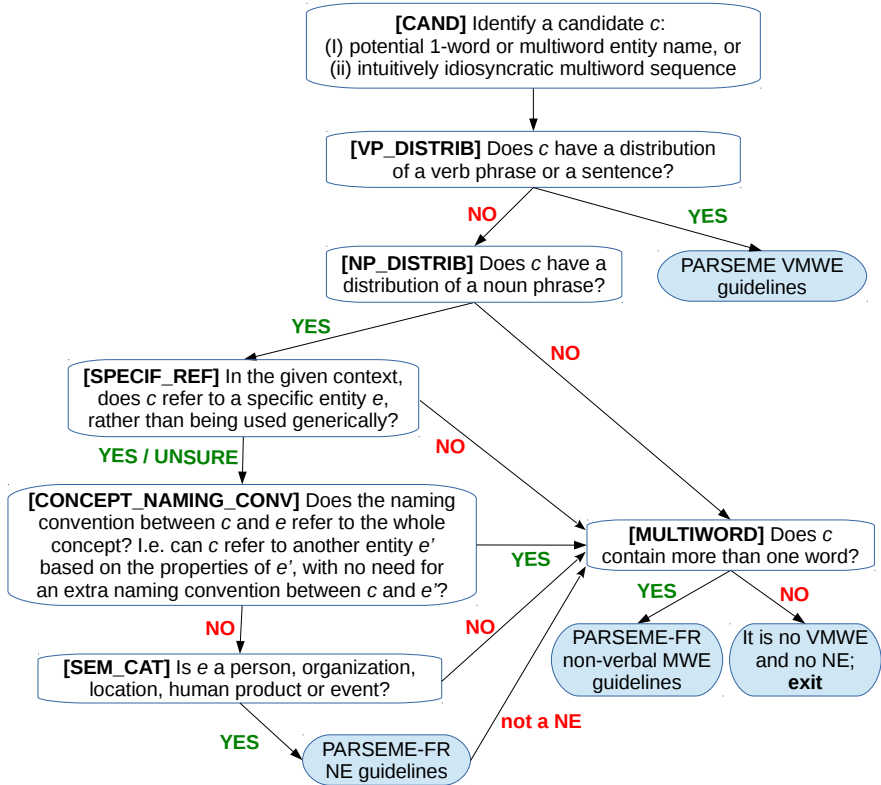 [CAND] Identify a candidate c:
(I) potential 1-word or multiword entity name, or
(ii) intuitively idiosyncratic multiword sequence
[VP_DISTRIB] Does c have a distribution
of a verb phrase or a sentence?
NO
YES
[NP_DISTRIB] Does c have a
distribution of a noun phrase?
PARSEME VMWE
guidelines
YES
NO
[SPECIF_REF] In the given context,
does c refer to a specific entity e,
rather than being used generically?
YES / UNSURE
NO
[CONCEPT_NAMING_CONV] Does the naming
convention between c and e refer to the whole
concept? I.e. can c refer to another entity e'
based on the properties of e', with no need for
an extra naming convention between c and e'?
YES
[MULTIWORD] Does c
contain more than one word?
NO
NO
YES
NO
[SEM_CAT] Is e a person, organization,
location, human product or event?
PARSEME-FR
non-verbal MWE
guidelines
It is no VMWE
and no NE;
exit
YES
not a NE
PARSEME-FR
NE guidelines